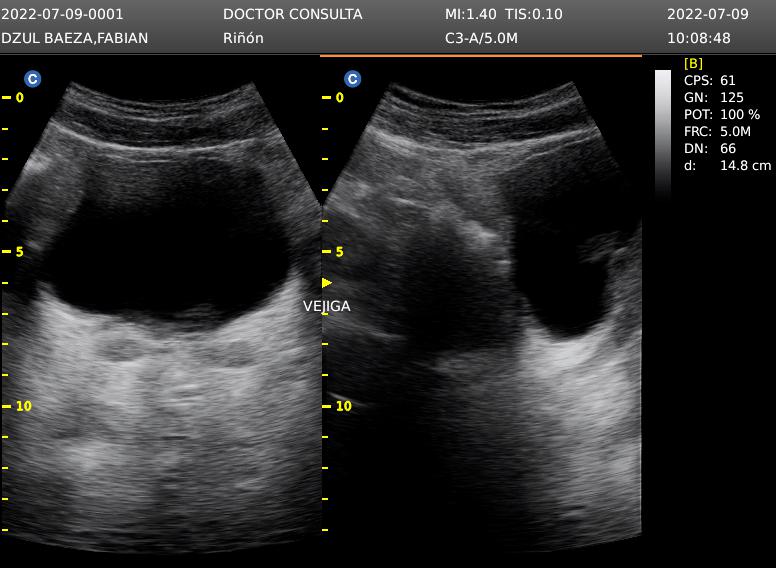 2022-07-09-0001 DOCTOR CONSULTA MI:1.40 TIS:0.10 2022-07-09
DZUL BAEZA,FABIAN Riñón C3-A/5.0M 10:08:48
C C [B]
0 0 CPS: 61
GN: 125
POT: 100 %
FRC: 5.0M
DN: 66
d: 14.8 cm
5 5
VEJIGA
10 10